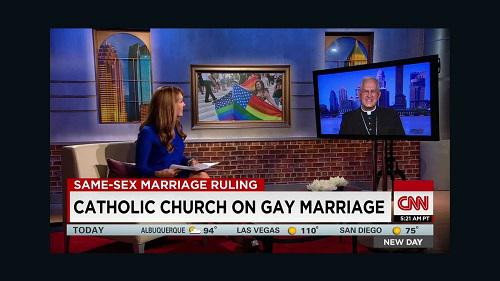 SAME-SEX MARRIAGE RULING
CATHOLIC CHURCH ON GAY MARRIAGE
CNN
5:21 AM PT
TODAY ALBUQUERQUE 94° LAS VEGAS 110° SAN DIEGO 75°
NEW DAY